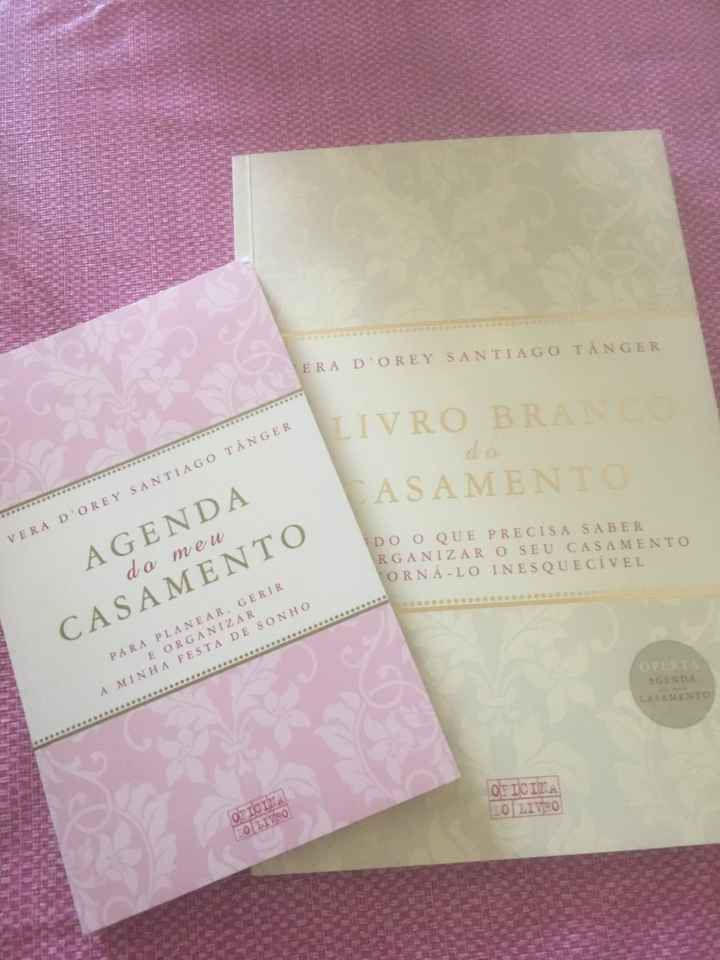 VERA D'OREY SANTIAGO TÂNGER
AGENDA
do meu
CASAMENTO
PARA PLANEAR, GERIR
E ORGANIZAR
A MINHA FESTA DE SONHO
OFICINA
DO LIVRO
ERA D'OREY SANTIAGO TÂNGER
LIVRO BRANCO
do
CASAMENTO
DO O QUE PRECISA SABER
RGANIZAR O SEU CASAMENTO
TORNÁ-LO INESQUECÍVEL
OFERTA
AGENDA
CASAMENTO
OFICINA
DO LIVRO